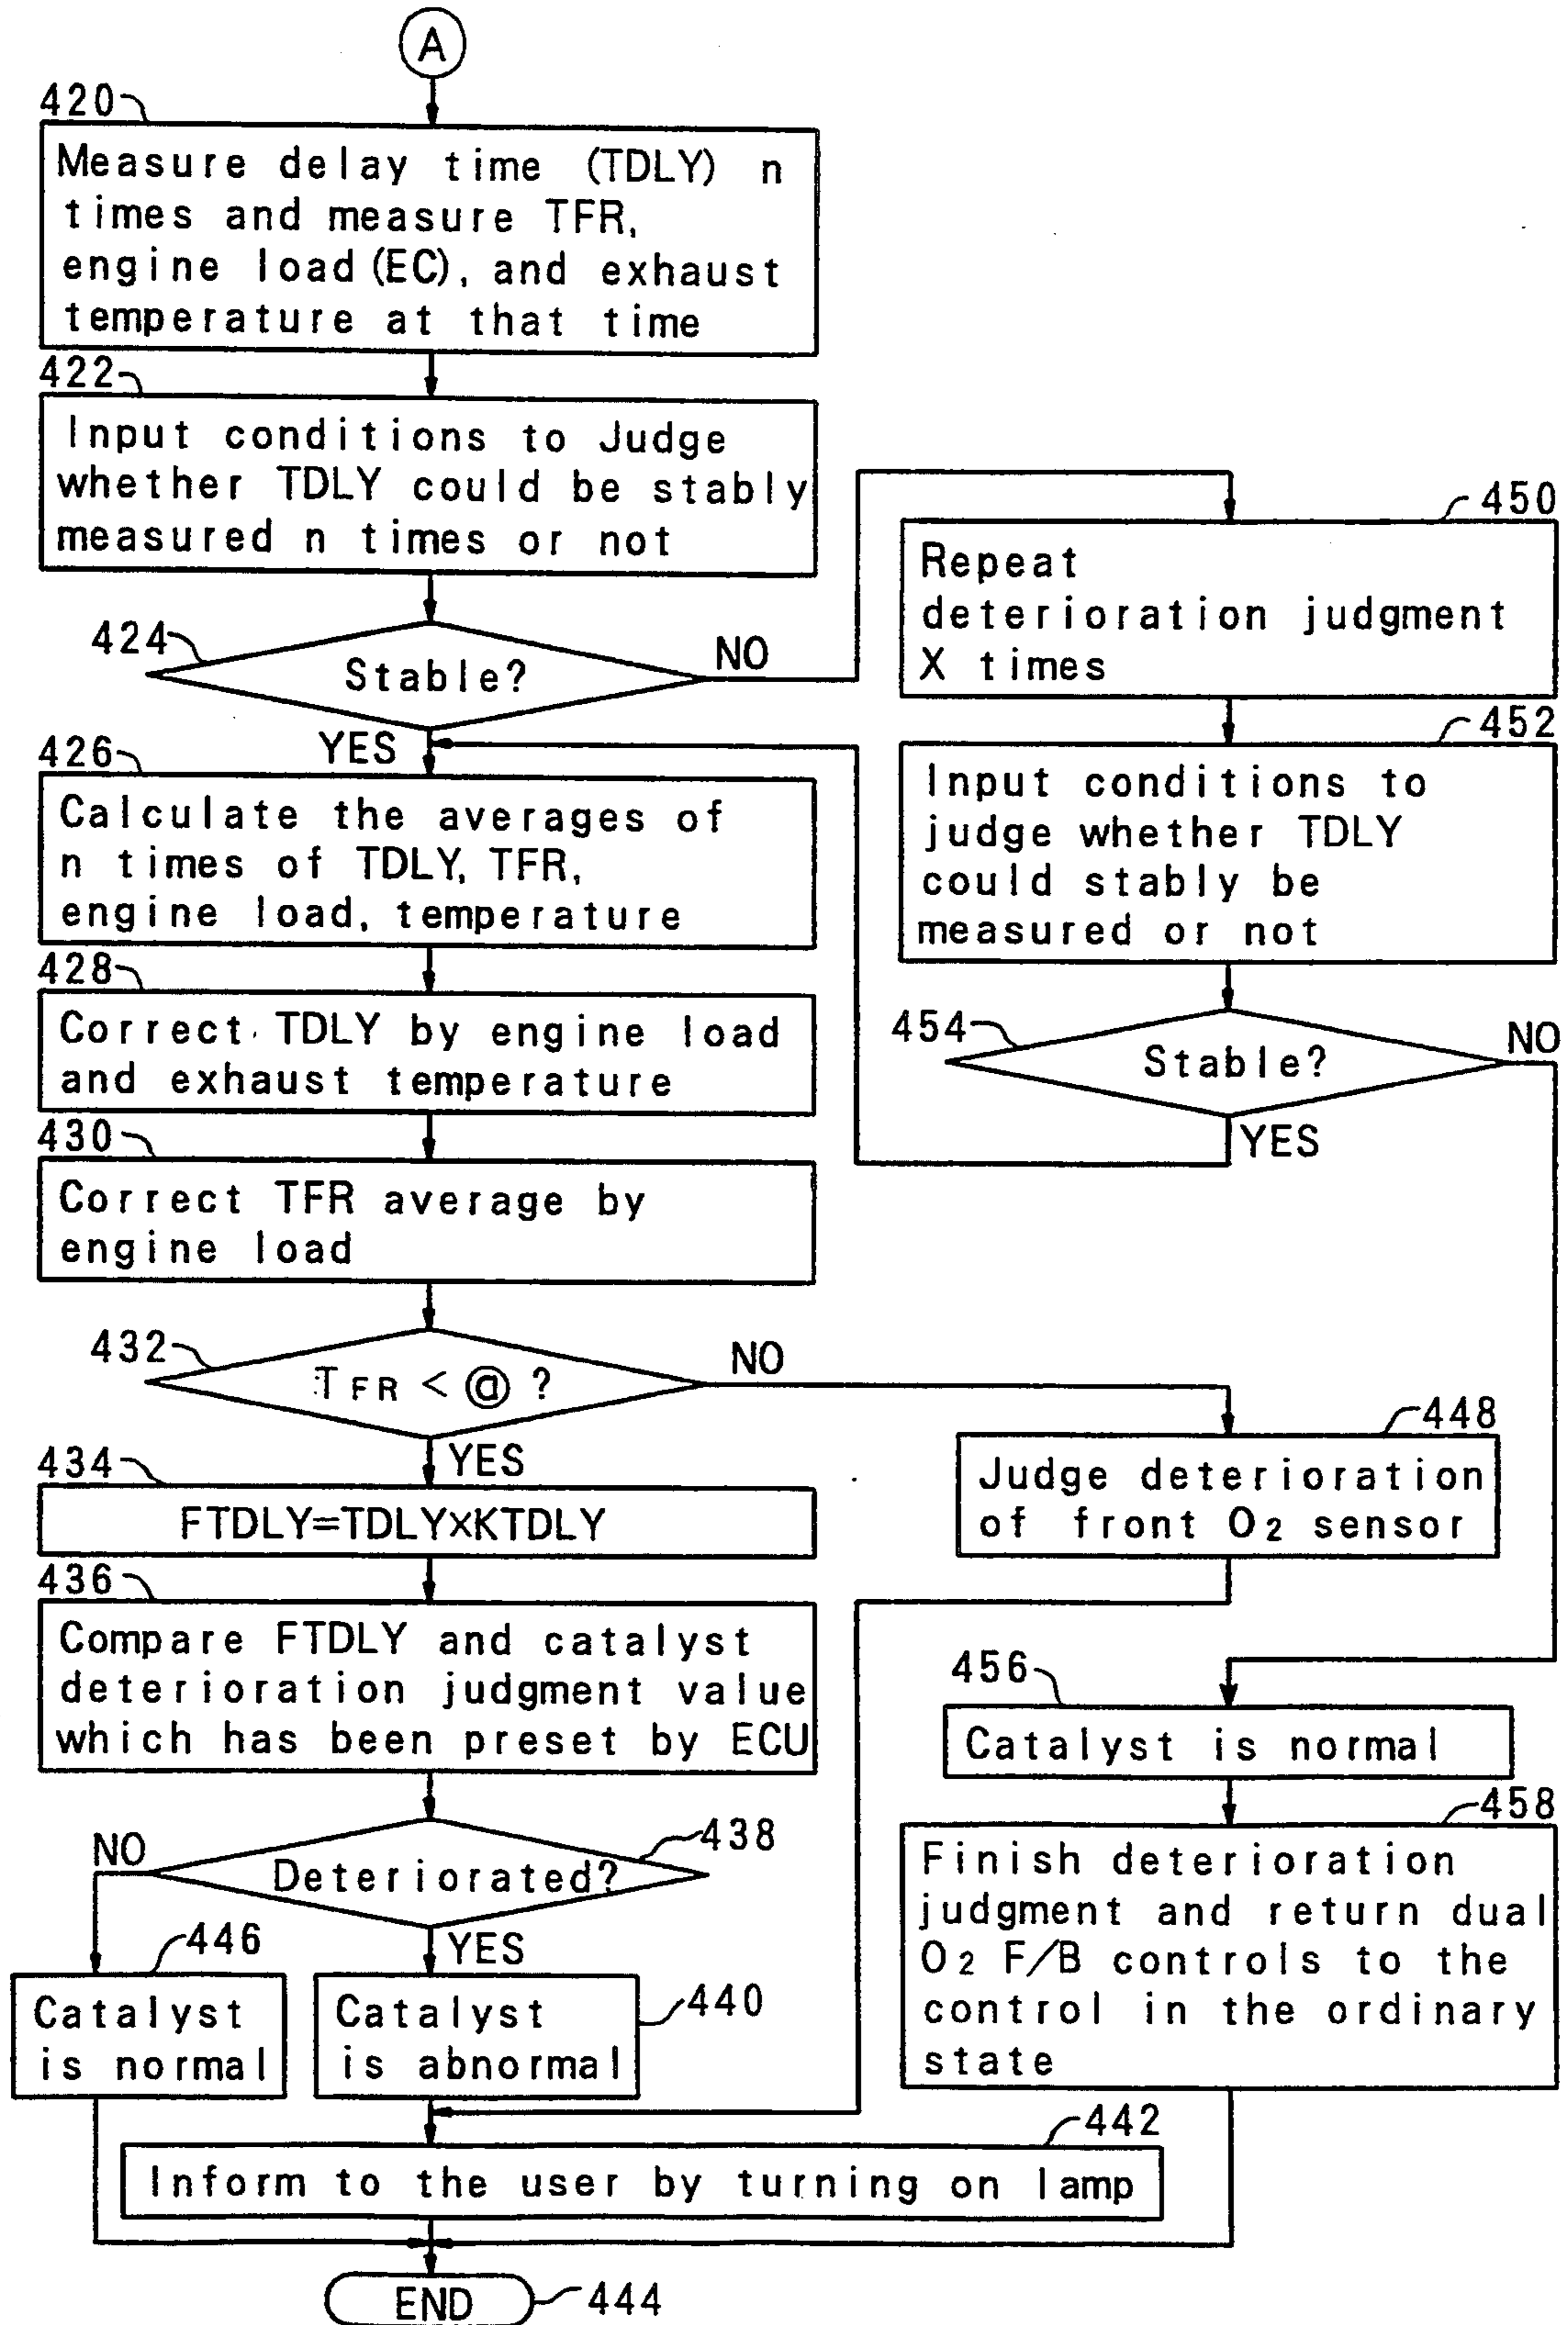 A
420
Measure delay time (TDLY) n
times and measure TFR,
engine load (EC), and exhaust
temperature at that time
422
Input conditions to Judge
whether TDLY could be stably
measured n times or not
424
Stable?
NO
YES
426
Calculate the averages of
n times of TDLY, TFR,
engine load, temperature
428
Correct TDLY by engine load
and exhaust temperature
430
Correct TFR average by
engine load
432
TFR < ⓐ ?
NO
YES
434
FTDLY=TDLY×KTDLY
436
Compare FTDLY and catalyst
deterioration judgment value
which has been preset by ECU
438
Deteriorated?
NO
YES
446
Catalyst
is normal
440
Catalyst
is abnormal
442
Inform to the user by turning on lamp
END
444
450
Repeat
deterioration judgment
X times
452
Input conditions to
judge whether TDLY
could stably be
measured or not
454
Stable?
NO
YES
448
Judge deterioration
of front O2 sensor
456
Catalyst is normal
458
Finish deterioration
judgment and return dual
O2 F/B controls to the
control in the ordinary
state